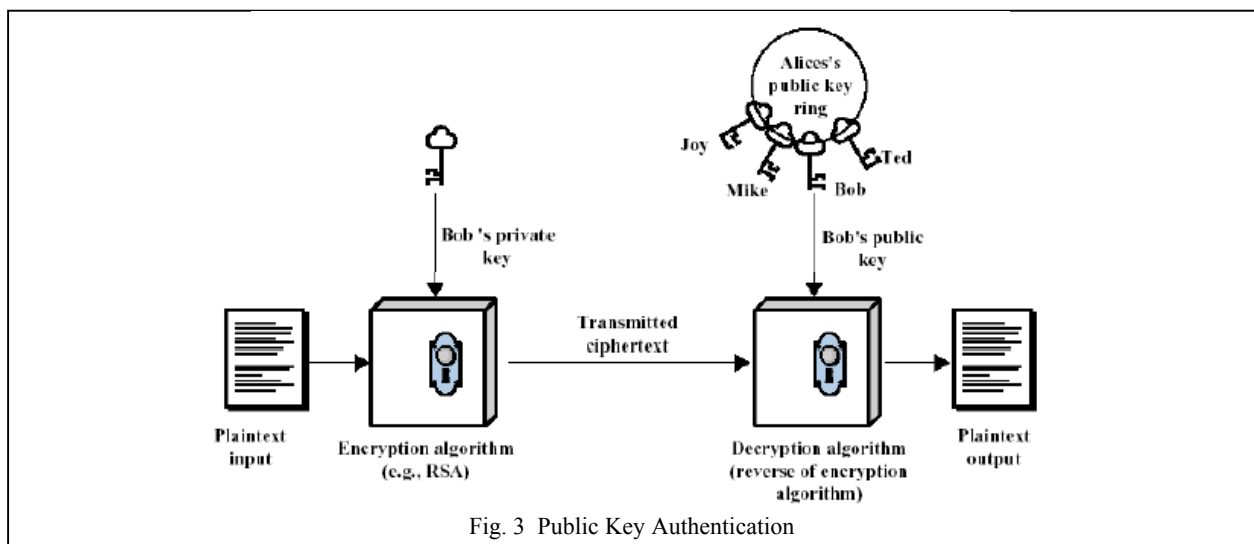 Alices's
public key
ring
Joy
Mike
Bob
Ted
Bob 's private
key
Bob's public
key
Transmitted
ciphertext
Plaintext
input
Encryption algorithm
(e.g., RSA)
Decryption algorithm
(reverse of encryption
algorithm)
Plaintext
output
Fig. 3 Public Key Authentication